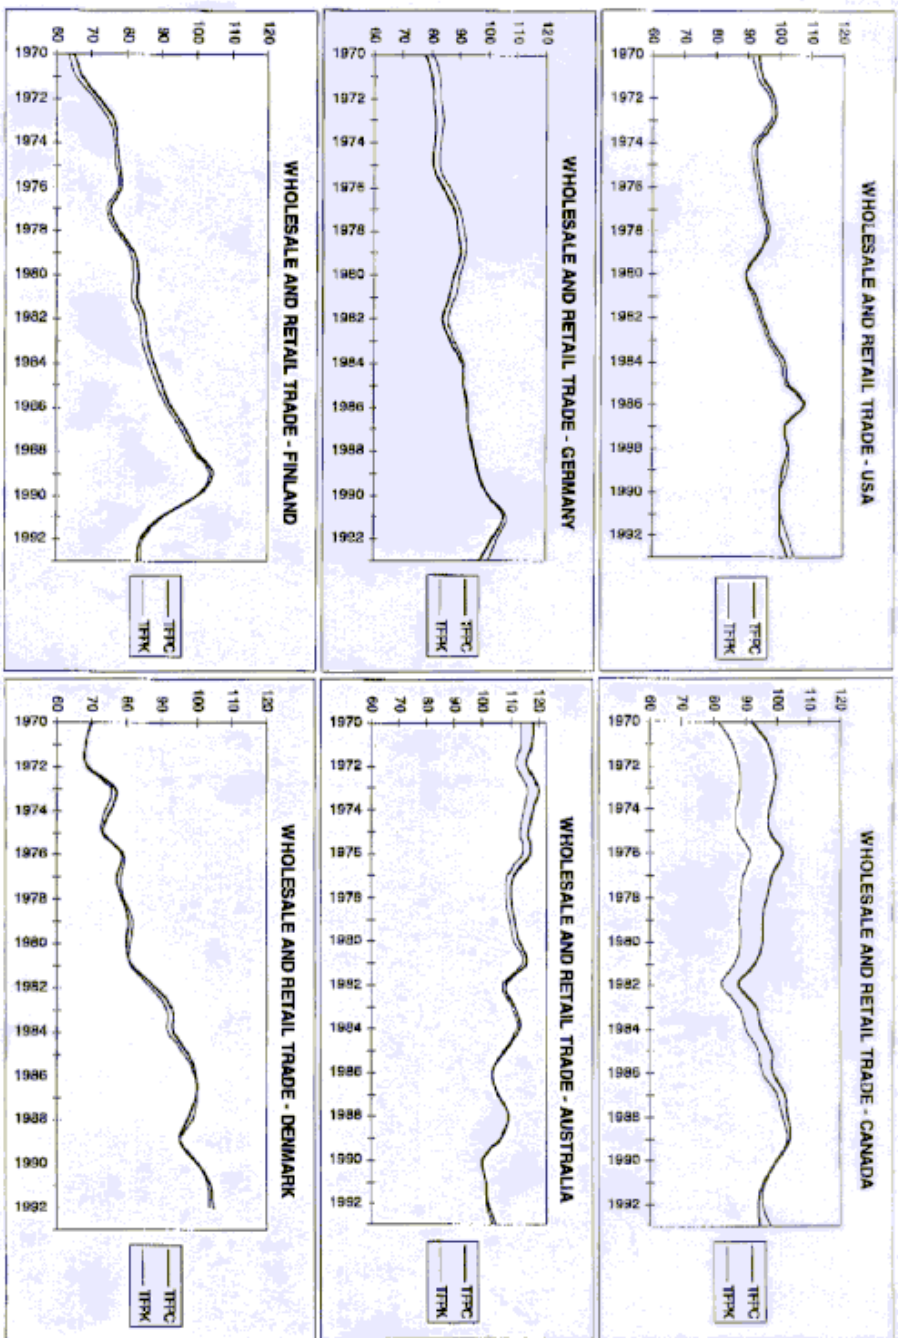 WHOLESALE AND RETAIL TRADE - USA
120
110
100
90
80
70
60
1970 1972 1974 1976 1978 1980 1982 1984 1986 1988 1990 1992
TFPC
TFPK
WHOLESALE AND RETAIL TRADE - CANADA
120
110
100
90
80
70
60
1970 1972 1974 1976 1978 1980 1982 1984 1986 1988 1990 1992
TFPC
TFPK
WHOLESALE AND RETAIL TRADE - GERMANY
120
110
100
90
80
70
60
1970 1972 1974 1976 1978 1980 1982 1984 1986 1988 1990 1992
TFPC
TFPK
WHOLESALE AND RETAIL TRADE - AUSTRALIA
120
110
100
90
80
70
60
1970 1972 1974 1976 1978 1980 1982 1984 1986 1988 1990 1992
TFPC
TFPK
WHOLESALE AND RETAIL TRADE - FINLAND
120
110
100
90
80
70
60
1970 1972 1974 1976 1978 1980 1982 1984 1986 1988 1990 1992
TFPC
TFPK
WHOLESALE AND RETAIL TRADE - DENMARK
120
110
100
90
80
70
60
1970 1972 1974 1976 1978 1980 1982 1984 1986 1988 1990 1992
TFPC
TFPK